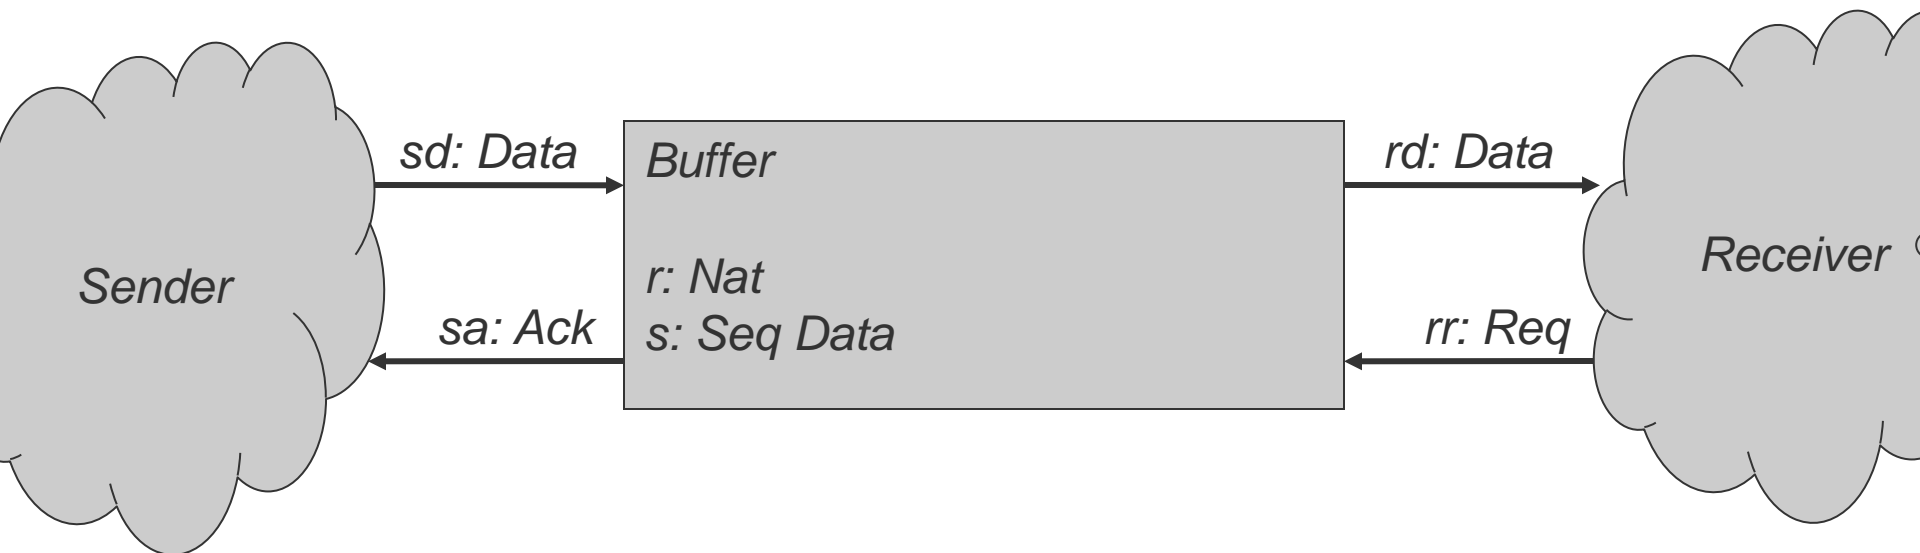 sd: Data
Buffer
rd: Data
Sender
r: Nat
Receiver
sa: Ack
s: Seq Data
rr: Req